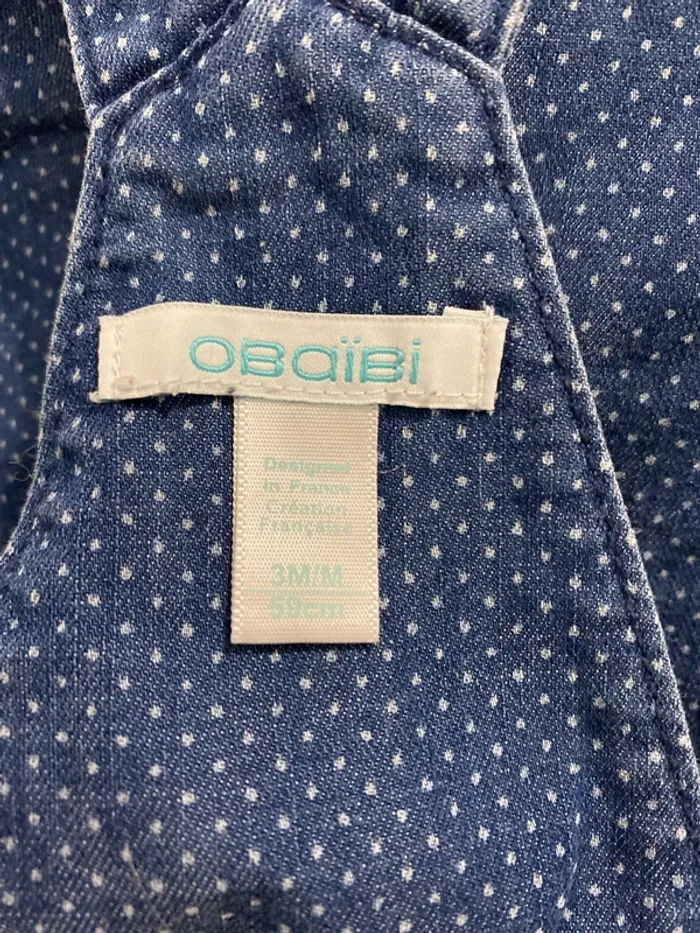 OBaïBi
Designed
in France
Création
Française
3M/M
59cm